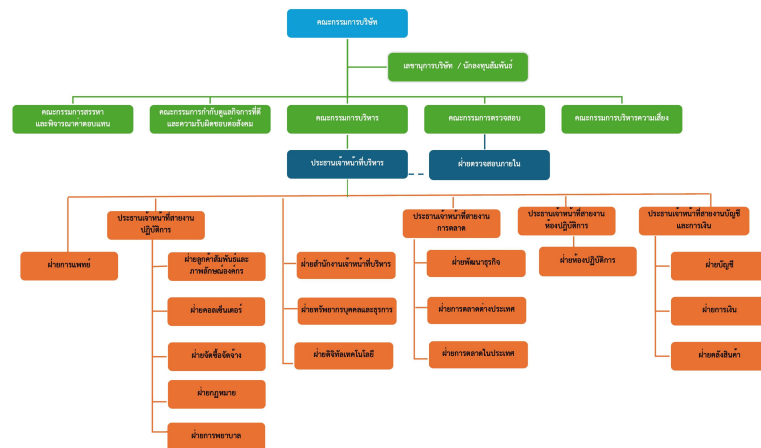 คณะกรรมการบริษัท
เลขานุการบริษัท / นักลงทุนสัมพันธ์
คณะกรรมการสรรหา
และพิจารณาค่าตอบแทน
คณะกรรมการกำกับดูแลกิจการที่ดี
และความรับผิดชอบต่อสังคม
คณะกรรมการบริหาร
คณะกรรมการตรวจสอบ
คณะกรรมการบริหารความเสี่ยง
ประธานเจ้าหน้าที่บริหาร
ฝ่ายตรวจสอบภายใน
ประธานเจ้าหน้าที่สายงาน
ปฏิบัติการ
ประธานเจ้าหน้าที่สายงาน
การตลาด
ประธานเจ้าหน้าที่สายงาน
ห้องปฏิบัติการ
ประธานเจ้าหน้าที่สายงานบัญชี
และการเงิน
ฝ่ายการแพทย์
ฝ่ายลูกค้าสัมพันธ์และ
ภาพลักษณ์องค์กร
ฝ่ายสำนักงานเจ้าหน้าที่บริหาร
ฝ่ายพัฒนาธุรกิจ
ฝ่ายห้องปฏิบัติการ
ฝ่ายบัญชี
ฝ่ายคอลเซ็นเตอร์
ฝ่ายทรัพยากรบุคคลและธุรการ
ฝ่ายการตลาดต่างประเทศ
ฝ่ายการเงิน
ฝ่ายจัดซื้อจัดจ้าง
ฝ่ายดิจิทัลเทคโนโลยี
ฝ่ายการตลาดในประเทศ
ฝ่ายคลังสินค้า
ฝ่ายกฎหมาย
ฝ่ายการพยาบาล